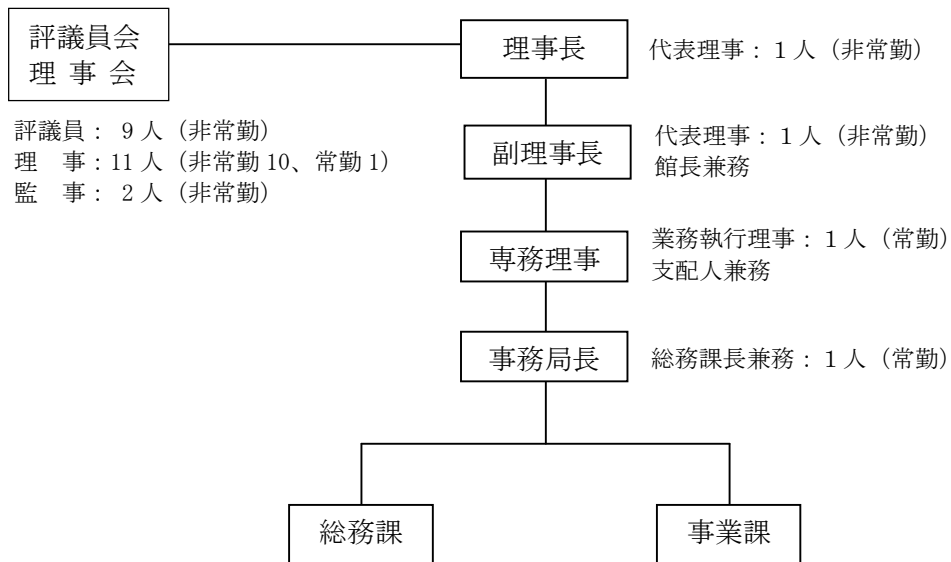 評議員会
理 事 会
評議員： 9 人（非常勤）
理　事：11 人（非常勤 10、常勤 1）
監　事： 2 人（非常勤）
理事長
代表理事：１人（非常勤）
副理事長
代表理事：１人（非常勤）
館長兼務
専務理事
業務執行理事：１人（常勤）
支配人兼務
事務局長
総務課長兼務：１人（常勤）
総務課
事業課